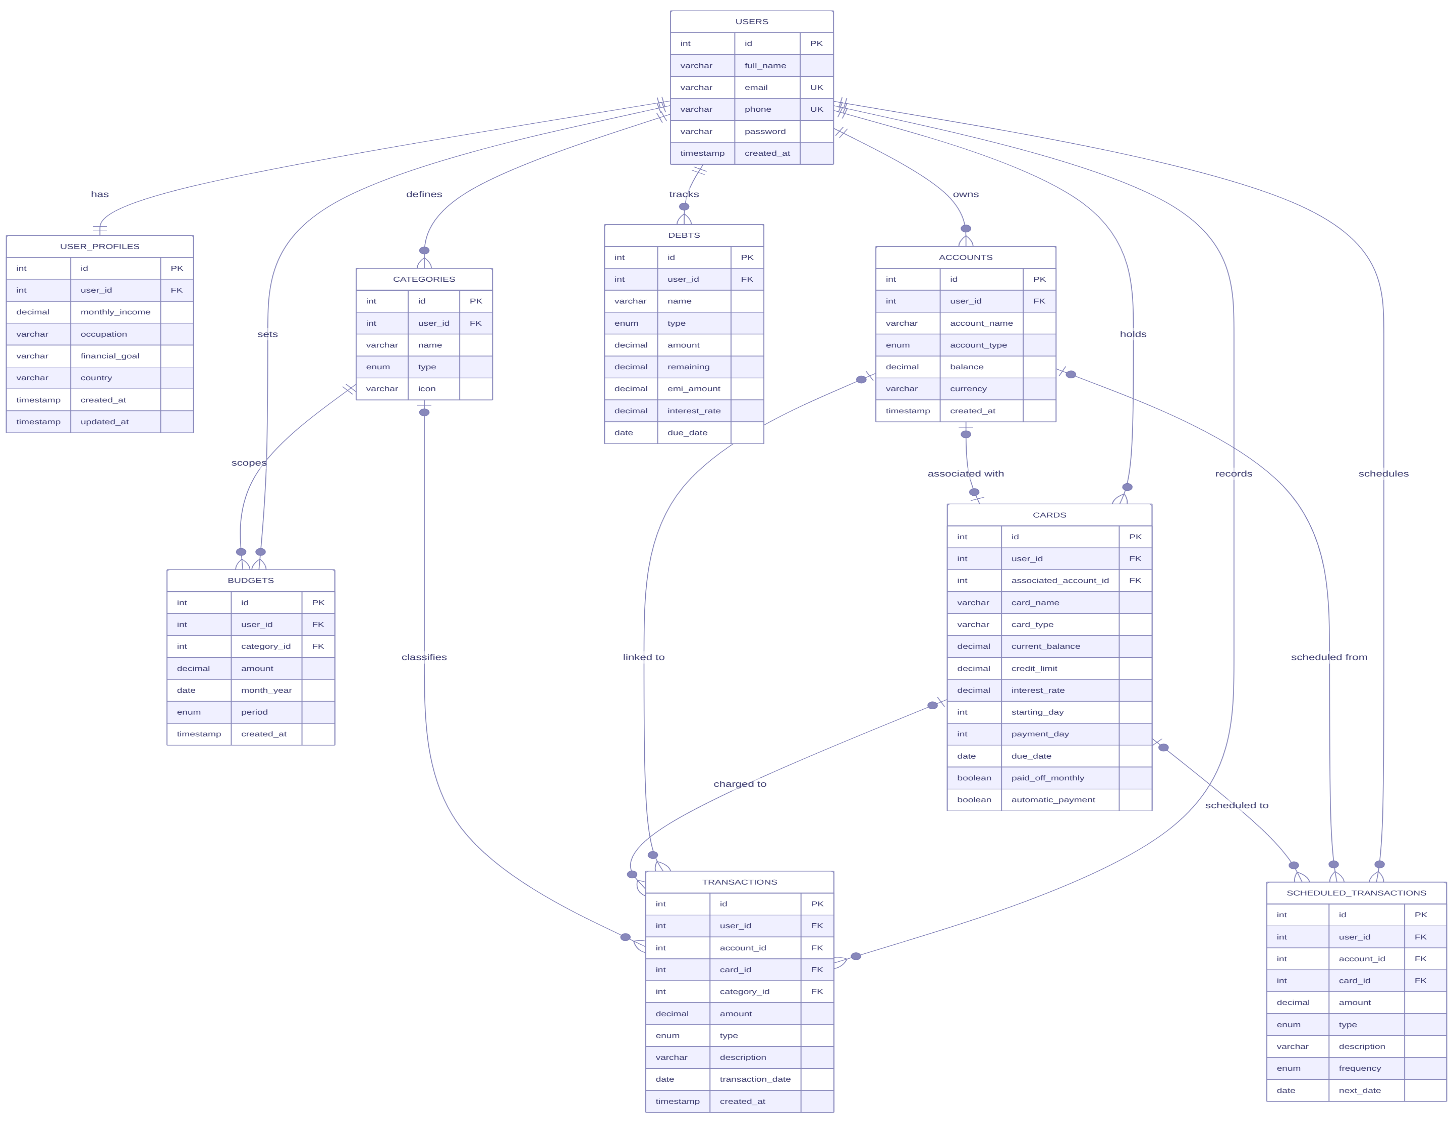 USERS
int id PK
varchar full_name
varchar email UK
varchar phone UK
varchar password
timestamp created_at
has
defines
tracks
owns
sets
holds
scopes
associated with
records
schedules
classifies
linked to
scheduled from
charged to
scheduled to
USER_PROFILES
int id PK
int user_id FK
decimal monthly_income
varchar occupation
varchar financial_goal
varchar country
timestamp created_at
timestamp updated_at
CATEGORIES
int id PK
int user_id FK
varchar name
enum type
varchar icon
DEBTS
int id PK
int user_id FK
varchar name
enum type
decimal amount
decimal remaining
decimal emi_amount
decimal interest_rate
date due_date
ACCOUNTS
int id PK
int user_id FK
varchar account_name
enum account_type
decimal balance
varchar currency
timestamp created_at
CARDS
int id PK
int user_id FK
int associated_account_id FK
varchar card_name
varchar card_type
decimal current_balance
decimal credit_limit
decimal interest_rate
int starting_day
int payment_day
date due_date
boolean paid_off_monthly
boolean automatic_payment
BUDGETS
int id PK
int user_id FK
int category_id FK
decimal amount
date month_year
enum period
timestamp created_at
TRANSACTIONS
int id PK
int user_id FK
int account_id FK
int card_id FK
int category_id FK
decimal amount
enum type
varchar description
date transaction_date
timestamp created_at
SCHEDULED_TRANSACTIONS
int id PK
int user_id FK
int account_id FK
int card_id FK
decimal amount
enum type
varchar description
enum frequency
date next_date